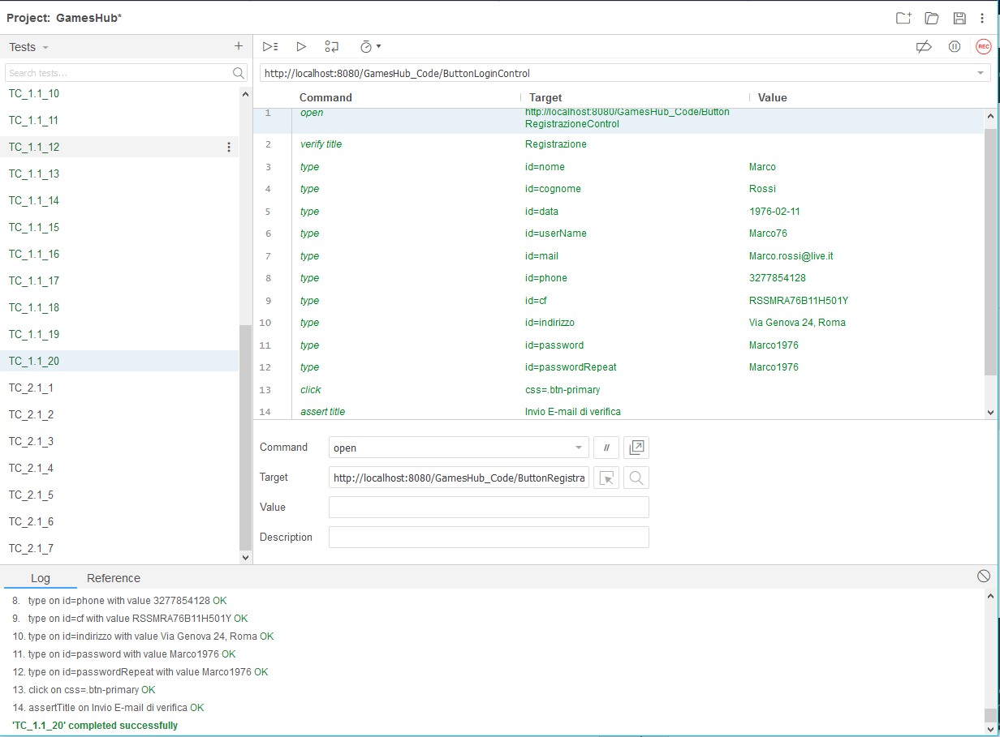 Project: GamesHub*
Tests
+
Search tests...
TC_1.1_10
TC_1.1_11
TC_1.1_12
TC_1.1_13
TC_1.1_14
TC_1.1_15
TC_1.1_16
TC_1.1_17
TC_1.1_18
TC_1.1_19
TC_1.1_20
TC_2.1_1
TC_2.1_2
TC_2.1_3
TC_2.1_4
TC_2.1_5
TC_2.1_6
TC_2.1_7
REC
http://localhost:8080/GamesHub_Code/ButtonLoginControl
Command Target Value
1 open http://localhost:8080/GamesHub_Code/Button
RegistrazioneControl
2 verify title Registrazione
3 type id=nome Marco
4 type id=cognome Rossi
5 type id=data 1976-02-11
6 type id=userName Marco76
7 type id=mail Marco.rossi@live.it
8 type id=phone 3277854128
9 type id=cf RSSMRA76B11H501Y
10 type id=indirizzo Via Genova 24, Roma
11 type id=password Marco1976
12 type id=passwordRepeat Marco1976
13 click css=.btn-primary
14 assert title Invio E-mail di verifica
Command open //
Target http://localhost:8080/GamesHub_Code/ButtonRegistra
Value
Description
Log Reference
8. type on id=phone with value 3277854128 OK
9. type on id=cf with value RSSMRA76B11H501Y OK
10. type on id=indirizzo with value Via Genova 24, Roma OK
11. type on id=password with value Marco1976 OK
12. type on id=passwordRepeat with value Marco1976 OK
13. click on css=.btn-primary OK
14. assertTitle on Invio E-mail di verifica OK
'TC_1.1_20' completed successfully